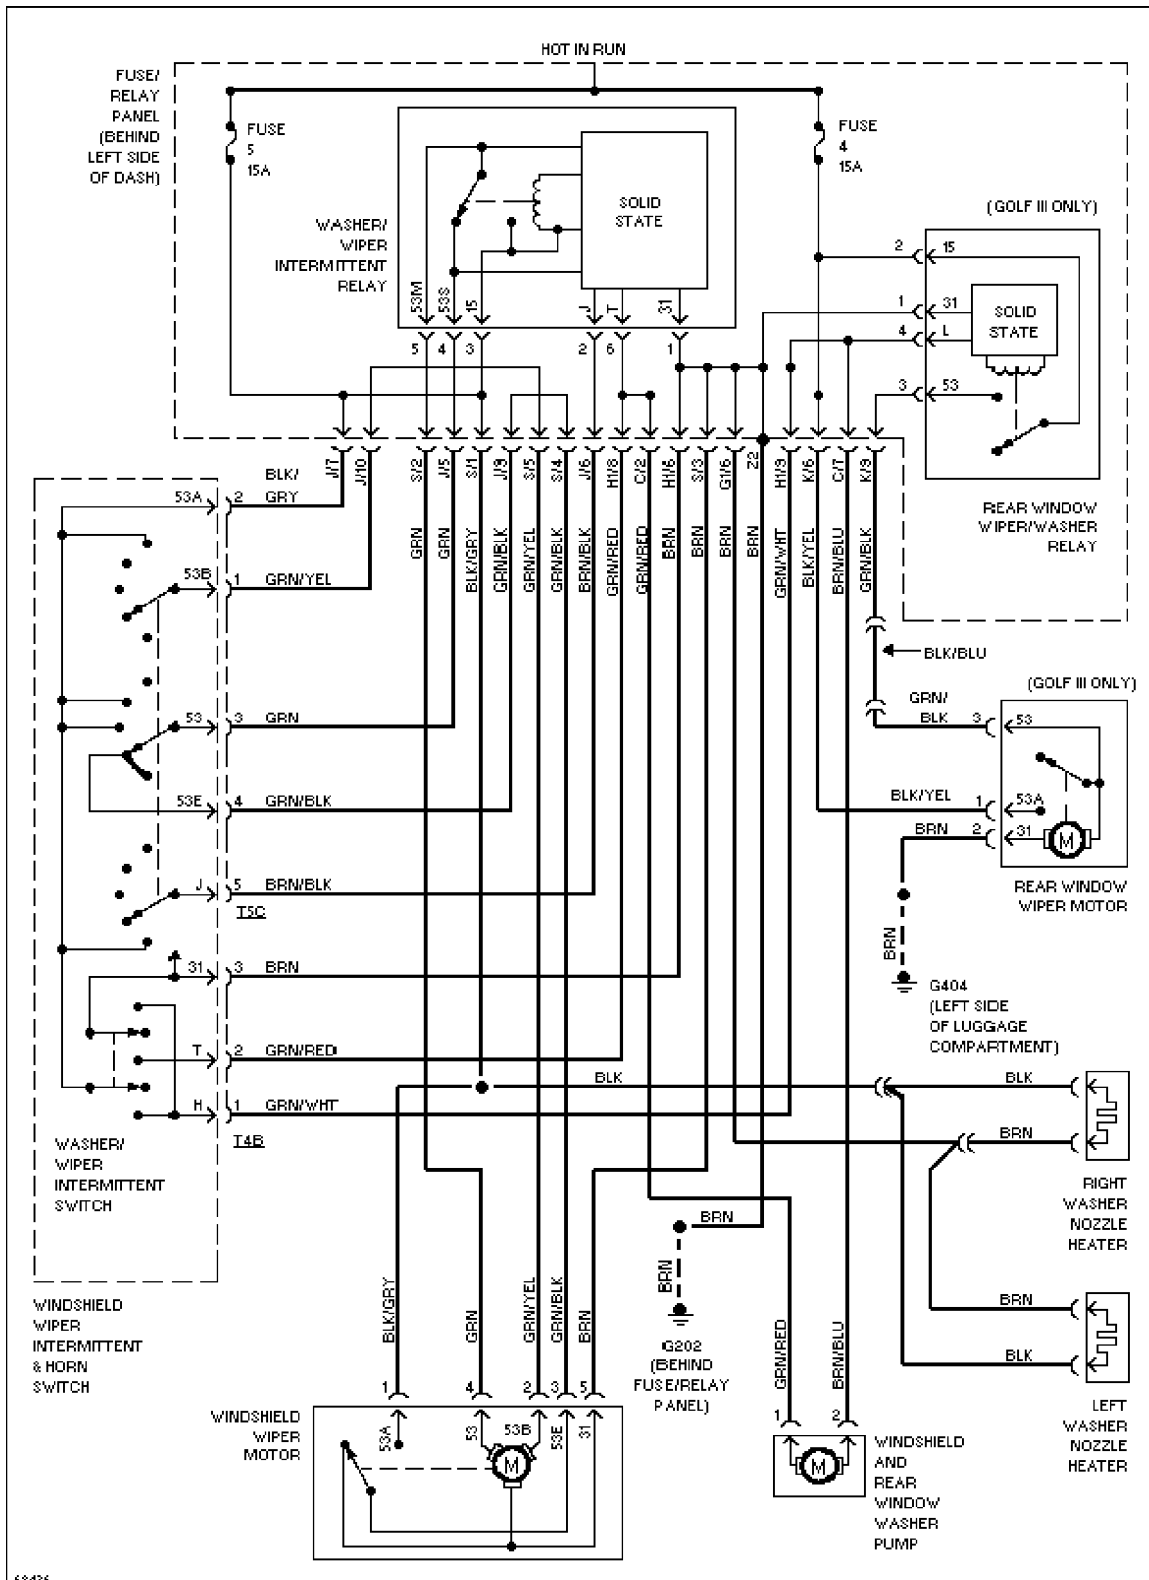 HOT IN RUN
FUSE/
RELAY
PANEL
(BEHIND
LEFT SIDE
OF DASH)
FUSE
5
15A
WASHER/
WIPER
INTERMITTENT
RELAY
SOLID
STATE
FUSE
4
15A
(GOLF III ONLY)
2
15
1
31
4
L
3
53
SOLID
STATE
REAR WINDOW
WIPER/WASHER
RELAY
53M
53S
15
J
T
31
5
4
3
2
6
1
J/7
J/10
S/2
J/5
S/1
J/9
S/5
S/4
J/6
H1/8
C/2
H1/6
S/3
G1/6
Z2
H1/9
K/6
C/7
K/9
GRN
GRN
BLK/GRY
GRN/BLK
GRN/YEL
GRN/BLK
BRN/BLK
GRN/RED
GRN/RED
BRN
BRN
BRN
BRN
GRN/WHT
BLK/YEL
BRN/BLU
GRN/BLK
BLK/BLU
BLK/
53A
2
GRY
53B
1
GRN/YEL
53
3
GRN
53E
4
GRN/BLK
J
5
BRN/BLK
T5C
31
3
BRN
T
2
GRN/RED
H
1
GRN/WHT
T4B
WASHER/
WIPER
INTERMITTENT
SWITCH
WINDSHIELD
WIPER
INTERMITTENT
& HORN
SWITCH
(GOLF III ONLY)
GRN/
BLK
3
53
BLK/YEL
1
53A
BRN
2
31
M
REAR WINDOW
WIPER MOTOR
BRN
G404
(LEFT SIDE
OF LUGGAGE
COMPARTMENT)
BLK
BLK
BRN
RIGHT
WASHER
NOZZLE
HEATER
BRN
BLK
LEFT
WASHER
NOZZLE
HEATER
BRN
BRN
G202
(BEHIND
FUSE/RELAY
PANEL)
BLK/GRY
GRN
GRN/YEL
GRN/BLK
BRN
1
4
2
3
5
WINDSHIELD
WIPER
MOTOR
53A
53
53B
53E
31
M
GRN/RED
BRN/BLU
1
2
M
WINDSHIELD
AND
REAR
WINDOW
WASHER
PUMP